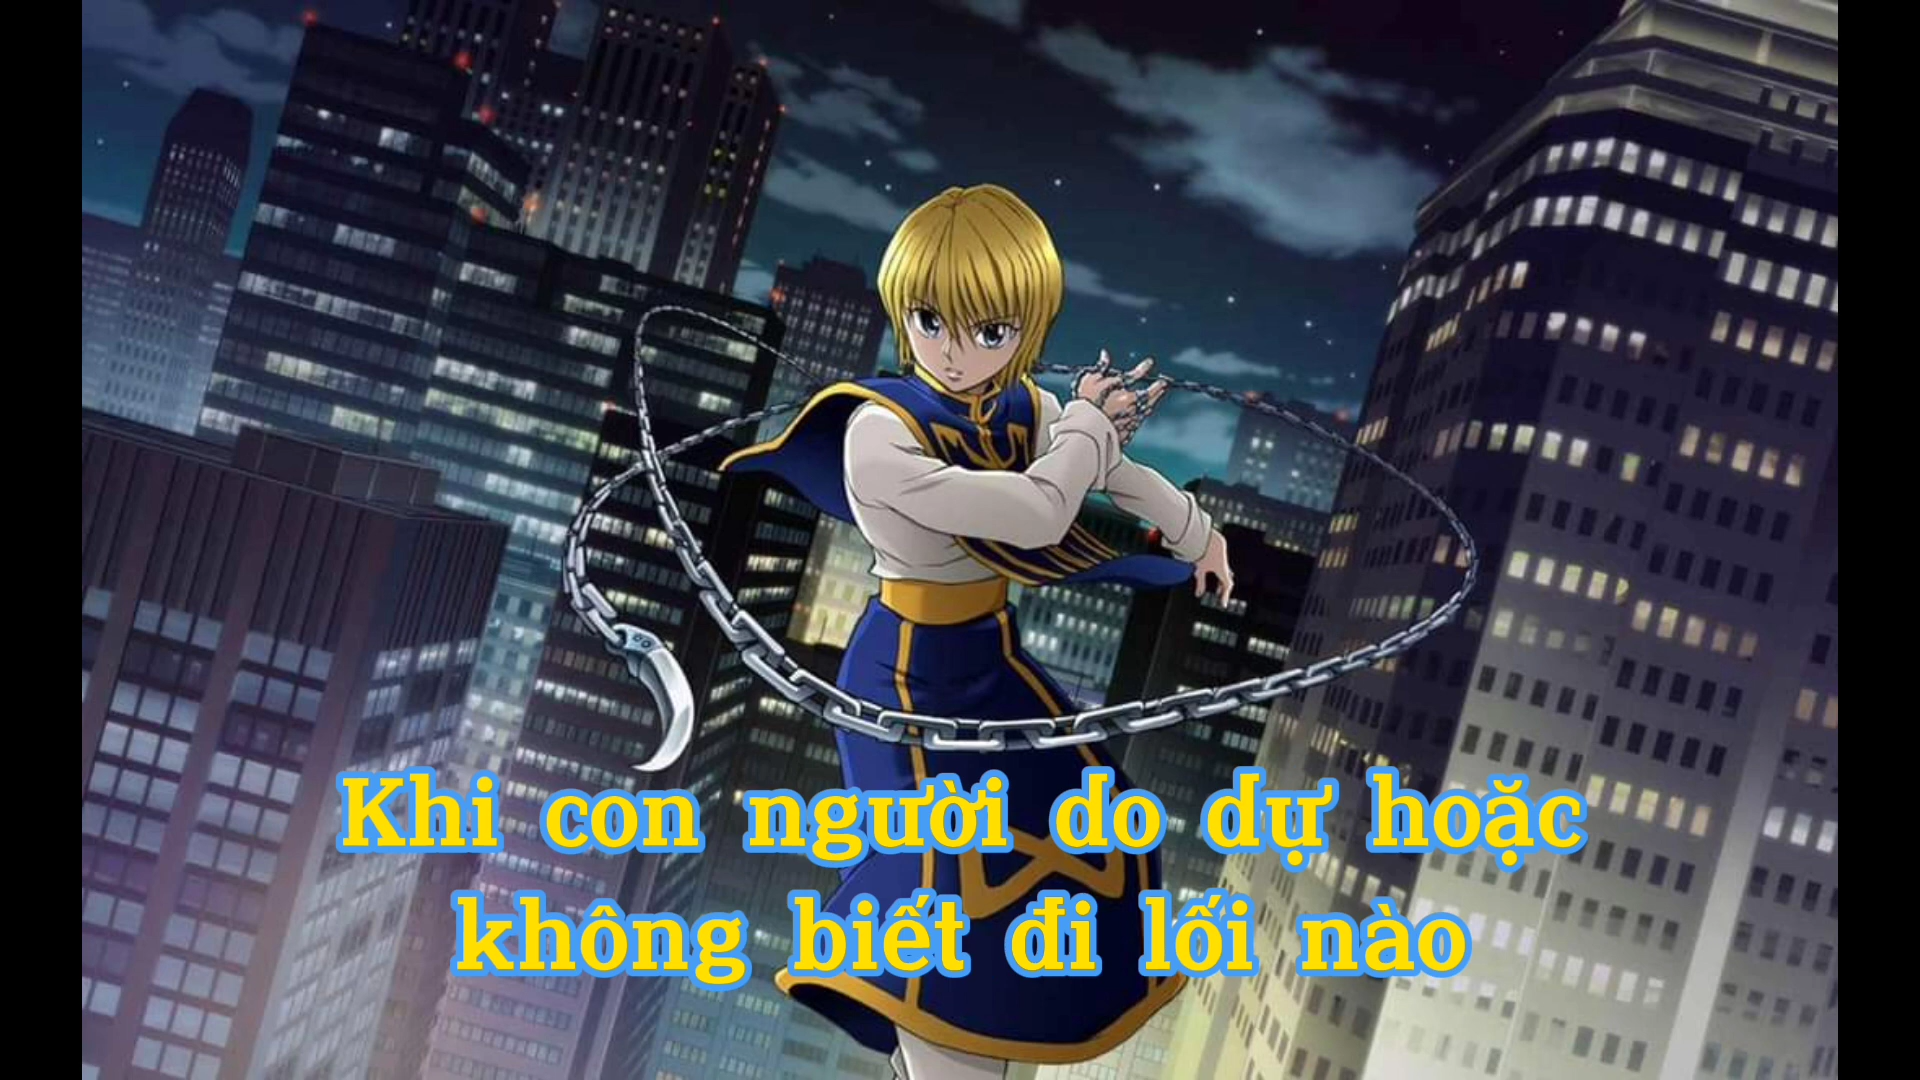 Khi con người do dự hoặc
không biết đi lối nào